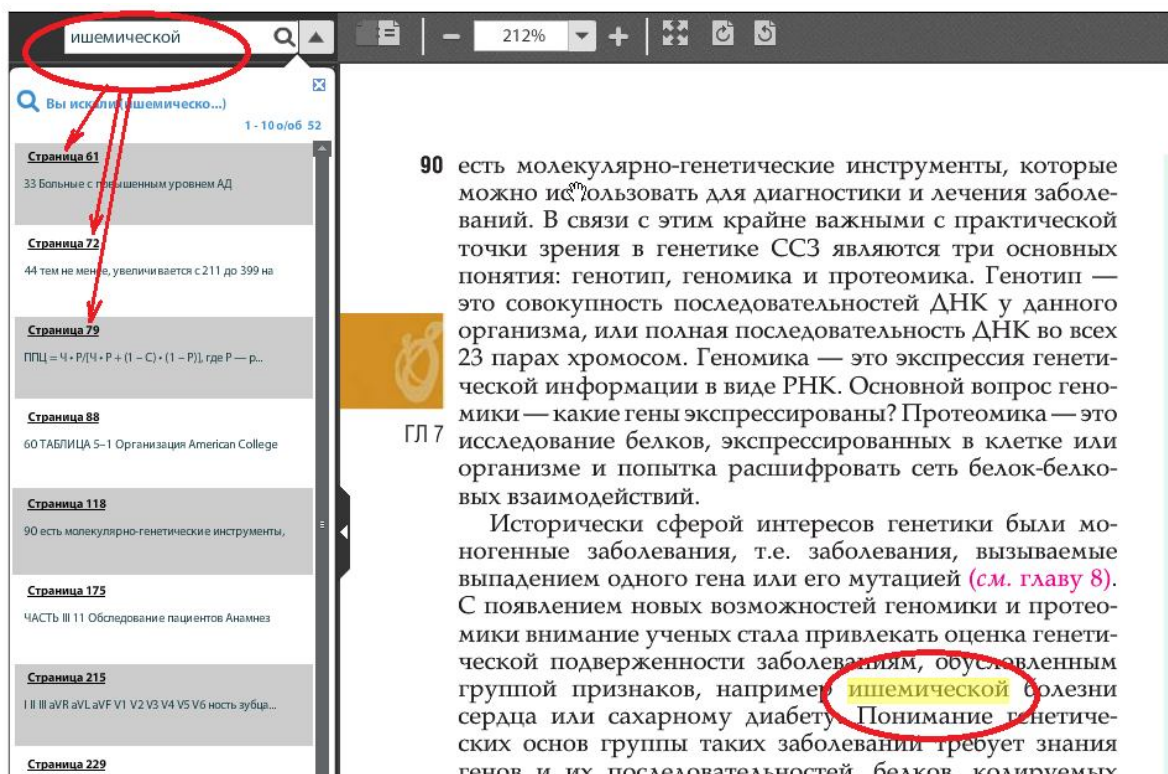 ишемической
212%
Вы искали (ишемическо...)
1 - 10 о/об 52
Страница 61
33 Больные с повышенным уровнем АД
Страница 72
44 тем не менее, увеличивается с 211 до 399 на
Страница 79
ППЦ = Ч • Р/[Ч • Р + (1 – С) • (1 – Р)], где Р — р...
Страница 88
60 ТАБЛИЦА 5–1 Организация American College
Страница 118
90 есть молекулярно-генетические инструменты,
Страница 175
ЧАСТЬ III 11 Обследование пациентов Анамнез
Страница 215
I II III aVR aVL aVF V1 V2 V3 V4 V5 V6 ность зубца...
Страница 229
90 есть молекулярно-генетические инструменты, которые
можно использовать для диагностики и лечения заболе-
ваний. В связи с этим крайне важными с практической
точки зрения в генетике ССЗ являются три основных
понятия: генотип, геномика и протеомика. Генотип —
это совокупность последовательностей ДНК у данного
организма, или полная последовательность ДНК во всех
23 парах хромосом. Геномика — это экспрессия генети-
ческой информации в виде РНК. Основной вопрос гено-
мики — какие гены экспрессированы? Протеомика — это
ГЛ 7
исследование белков, экспрессированных в клетке или
организме и попытка расшифровать сеть белок-белко-
вых взаимодействий.
Исторически сферой интересов генетики были мо-
ногенные заболевания, т.е. заболевания, вызываемые
выпадением одного гена или его мутацией (см. главу 8).
С появлением новых возможностей геномики и протео-
мики внимание ученых стала привлекать оценка генети-
ческой подверженности заболеваниям, обусловленным
группой признаков, например ишемической болезни
сердца или сахарному диабету. Понимание генетиче-
ских основ группы таких заболеваний требует знания
генов и их последовательностей, белков, кодируемых